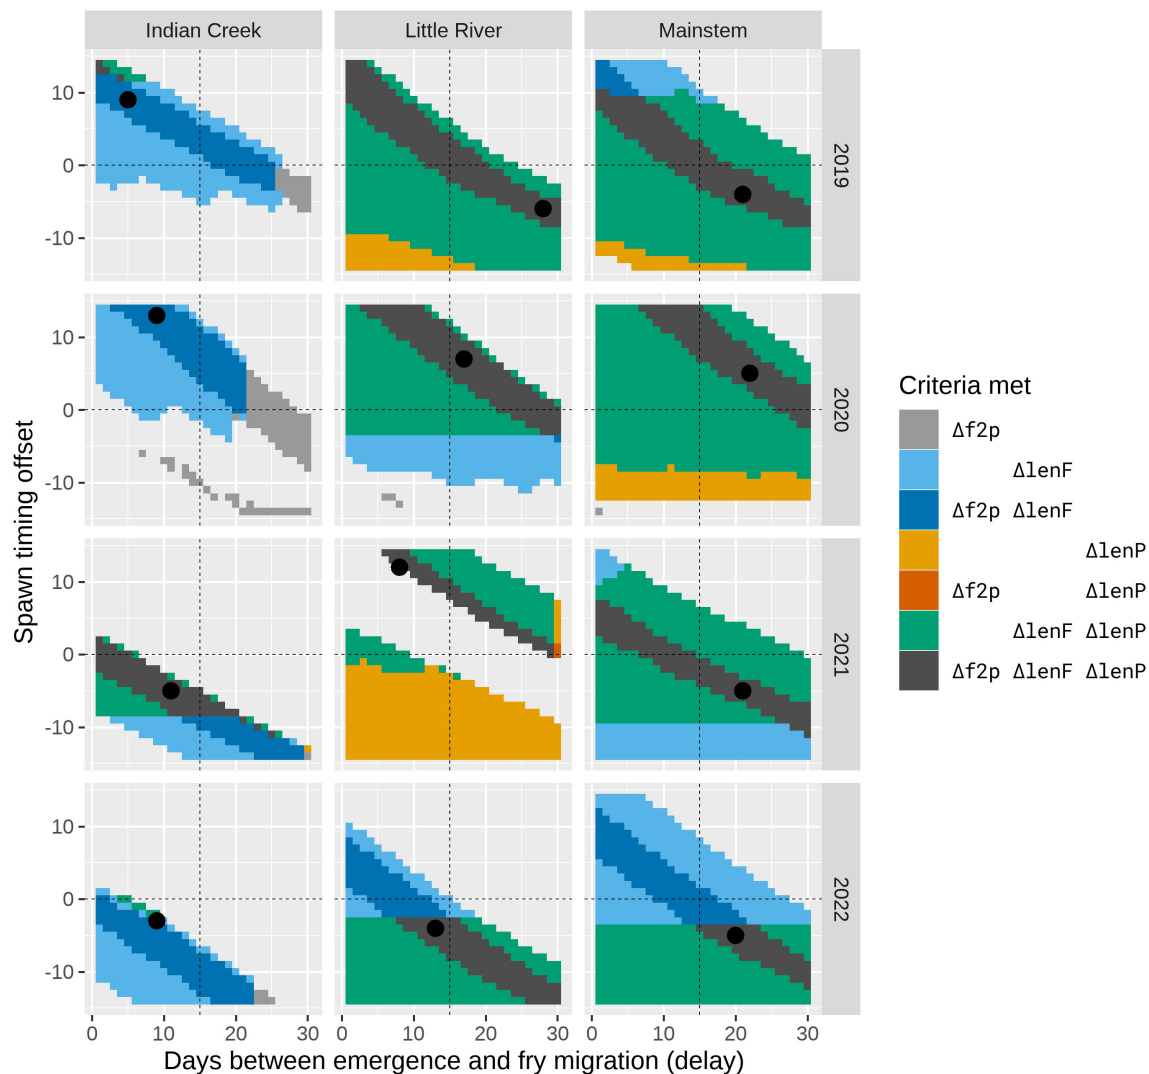 Indian Creek Little River Mainstem
10
0
-10
2019
10
0
-10
2020
10
0
-10
2021
10
0
-10
2022
0 10 20 30 0 10 20 30 0 10 20 30
Days between emergence and fry migration (delay)
Spawn timing offset
Criteria met
Δf2p
ΔlenF
Δf2p ΔlenF
ΔlenP
Δf2p ΔlenP
ΔlenF ΔlenP
Δf2p ΔlenF ΔlenP